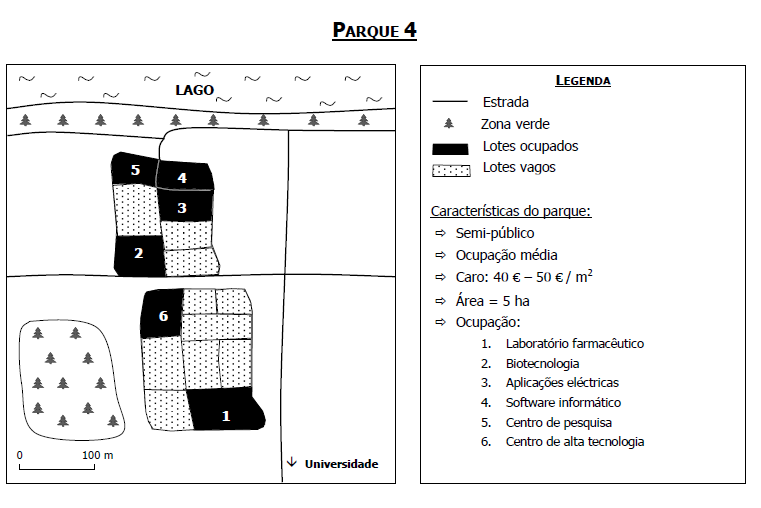 PARQUE 4
LAGO
5
4
3
2
6
1
0 100 m
Universidade
LEGENDA
Estrada
Zona verde
Lotes ocupados
Lotes vagos
Características do parque:
⇨ Semi-público
⇨ Ocupação média
⇨ Caro: 40 € – 50 € / m²
⇨ Área = 5 ha
⇨ Ocupação:
1. Laboratório farmacêutico
2. Biotecnologia
3. Aplicações eléctricas
4. Software informático
5. Centro de pesquisa
6. Centro de alta tecnologia